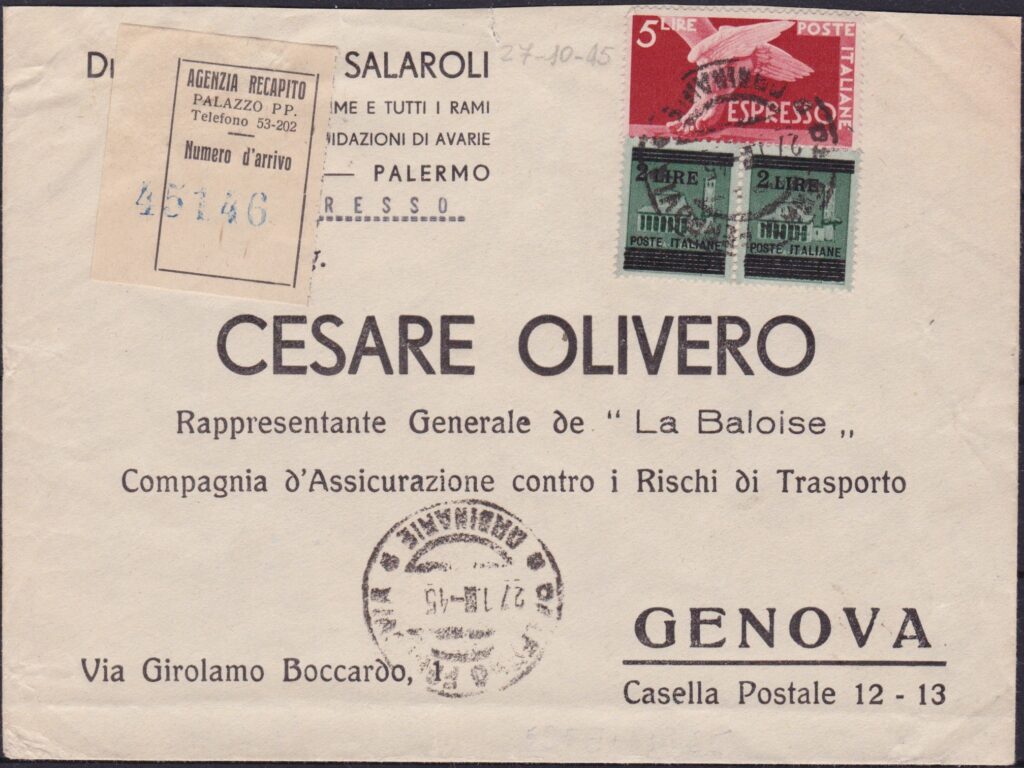 SALAROLI
27-10-45
IME E TUTTI I RAMI
IDAZIONI DI AVARIE
— PALERMO
RESSO
AGENZIA RECAPITO
PALAZZO PP.
Telefono 53-202
Numero d'arrivo
45146
5 LIRE
POSTE ITALIANE
ESPRESSO
2 LIRE
POSTE ITALIANE
2 LIRE
POSTE ITALIANE
CESARE OLIVERO
Rappresentante Generale de " La Baloise „
Compagnia d'Assicurazione contro i Rischi di Trasporto
ORDINARIE
GENOVA
Via Girolamo Boccardo, 1
Casella Postale 12 - 13